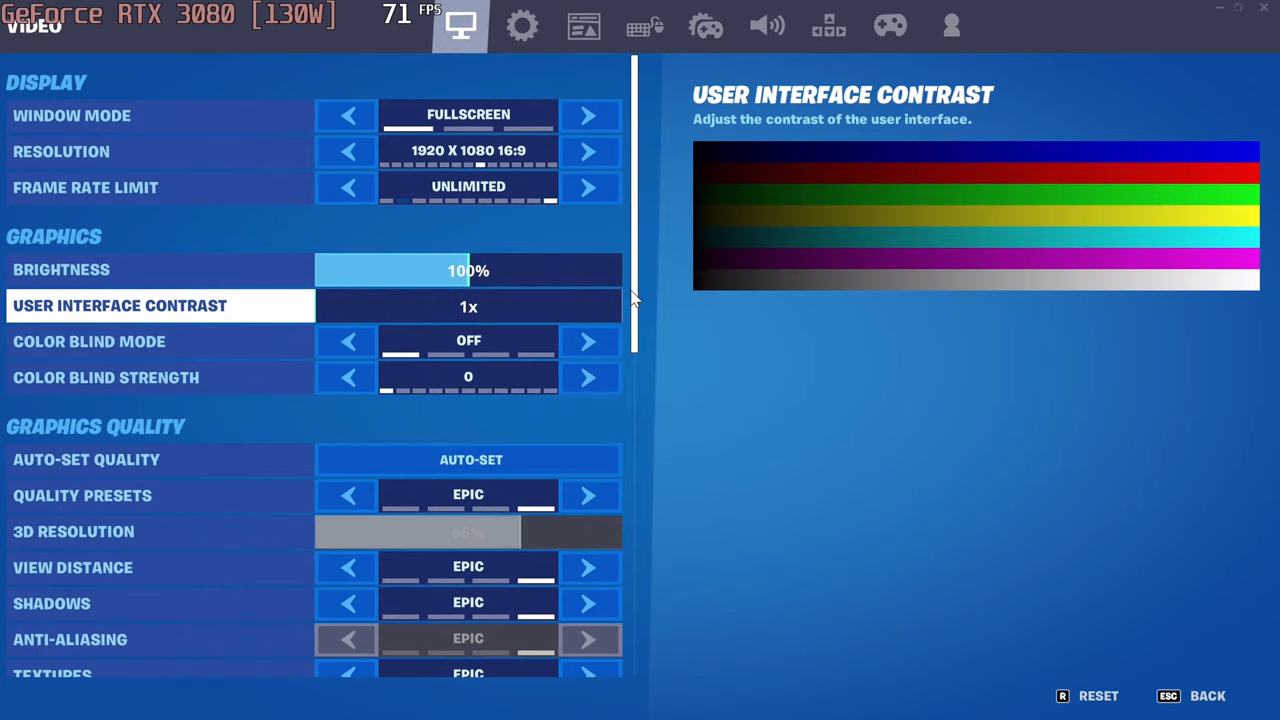 GeForce RTX 3080 [130W] 71 FPS
VIDEO
DISPLAY
WINDOW MODE FULLSCREEN
RESOLUTION 1920 X 1080 16:9
FRAME RATE LIMIT UNLIMITED
GRAPHICS
BRIGHTNESS 100%
USER INTERFACE CONTRAST 1x
COLOR BLIND MODE OFF
COLOR BLIND STRENGTH 0
GRAPHICS QUALITY
AUTO-SET QUALITY AUTO-SET
QUALITY PRESETS EPIC
3D RESOLUTION 66%
VIEW DISTANCE EPIC
SHADOWS EPIC
ANTI-ALIASING EPIC
TEXTURES EPIC
USER INTERFACE CONTRAST
Adjust the contrast of the user interface.
R RESET ESC BACK